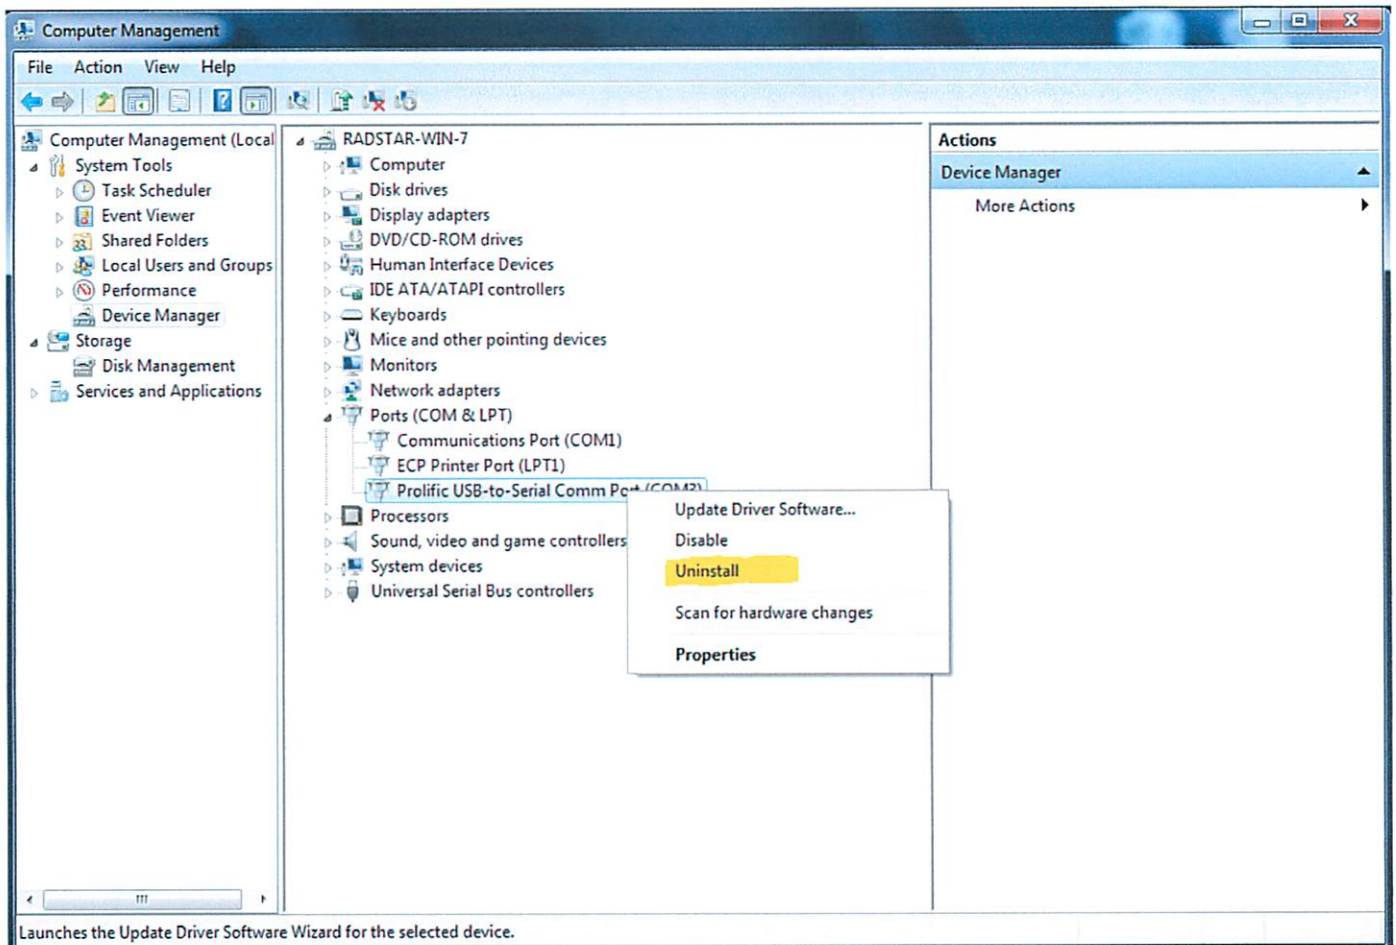 Computer Management
File Action View Help
Computer Management (Local
System Tools
Task Scheduler
Event Viewer
Shared Folders
Local Users and Groups
Performance
Device Manager
Storage
Disk Management
Services and Applications
RADSTAR-WIN-7
Computer
Disk drives
Display adapters
DVD/CD-ROM drives
Human Interface Devices
IDE ATA/ATAPI controllers
Keyboards
Mice and other pointing devices
Monitors
Network adapters
Ports (COM & LPT)
Communications Port (COM1)
ECP Printer Port (LPT1)
Prolific USB-to-Serial Comm Port
Processors
Sound, video and game controllers
System devices
Universal Serial Bus controllers
Update Driver Software...
Disable
Uninstall
Scan for hardware changes
Properties
Actions
Device Manager
More Actions
Launches the Update Driver Software Wizard for the selected device.